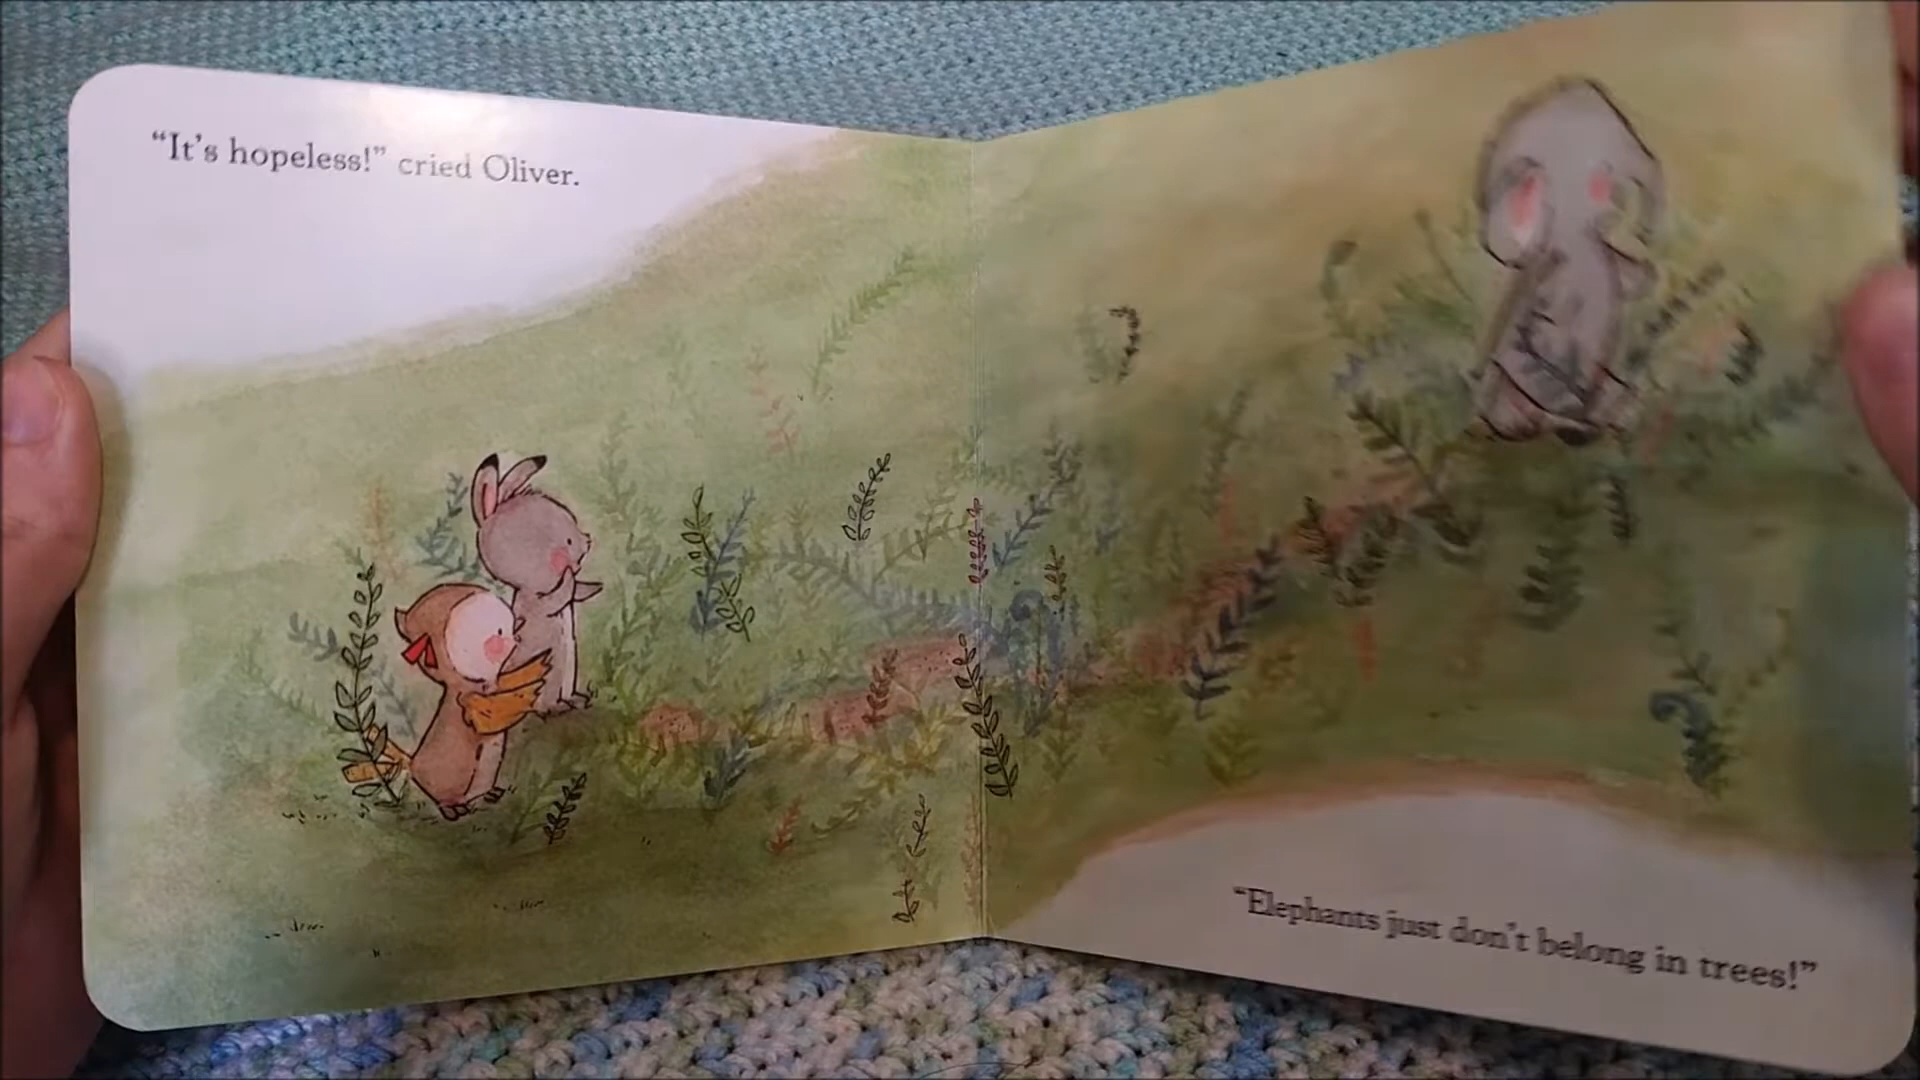 “It’s hopeless!” cried Oliver.
“Elephants just don’t belong in trees!”